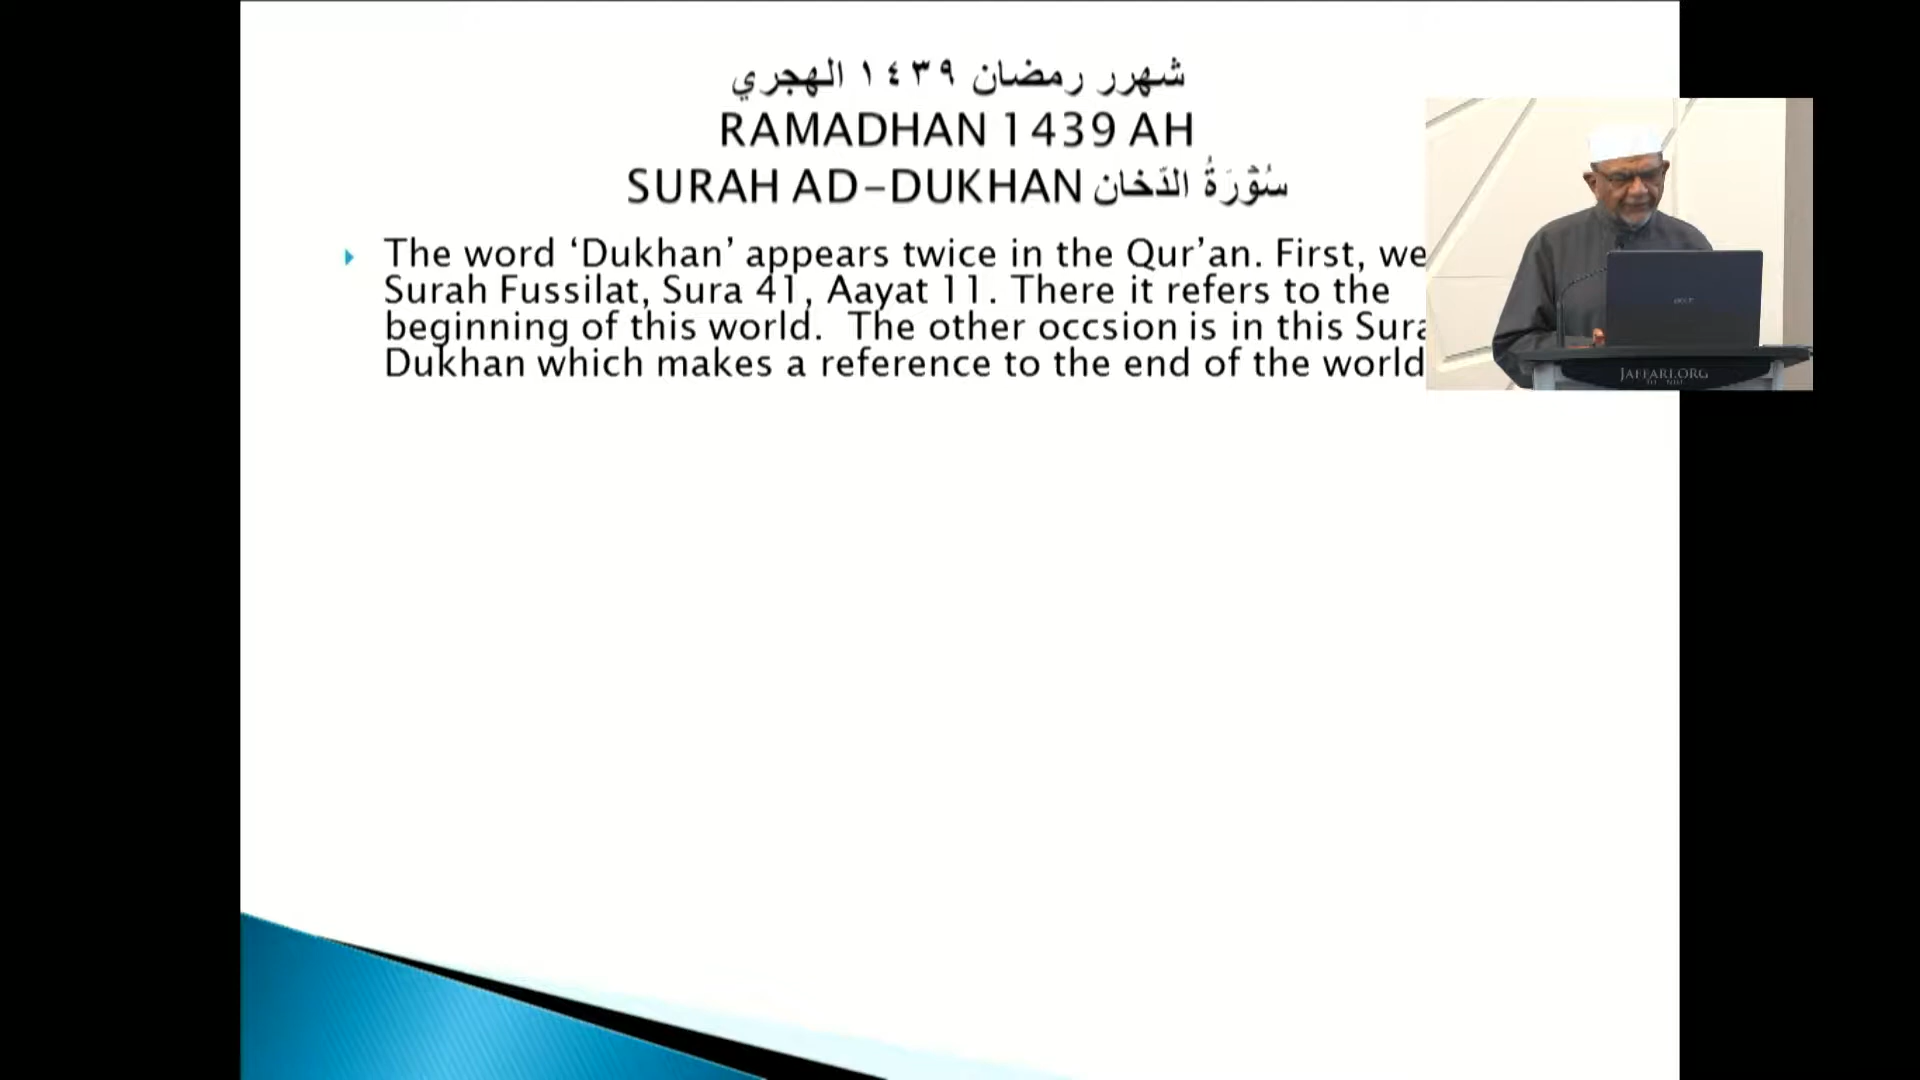 شهرر رمضان ١٤٣٩ الهجري
RAMADHAN 1439 AH
SURAH AD-DUKHAN سُوْرَةُ الدّخان
The word ‘Dukhan’ appears twice in the Qur’an. First, we
Surah Fussilat, Sura 41, Aayat 11. There it refers to the
beginning of this world. The other occsion is in this Sura
Dukhan which makes a reference to the end of the world
acer
JAFFARI.ORG